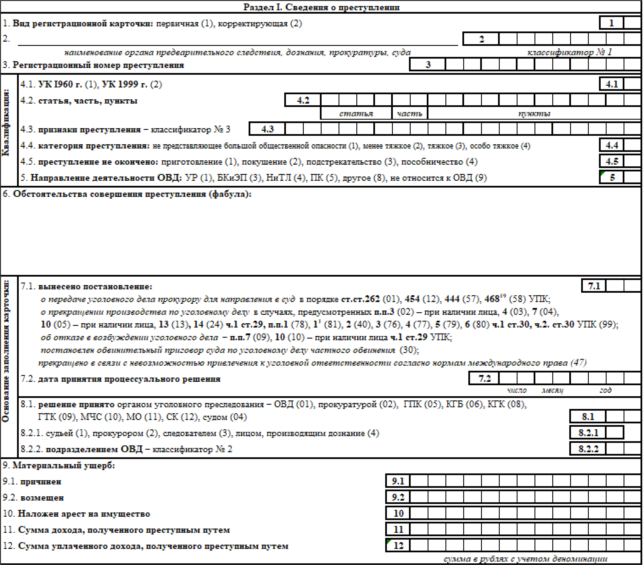 Раздел I. Сведения о преступлении
1. Вид регистрационной карточки: первичная (1), корректирующая (2) 1
2. 2
наименование органа предварительного следствия, дознания, прокуратуры, суда классификатор № 1
3. Регистрационный номер преступления 3
Квалификация:
4.1. УК 1960 г. (1), УК 1999 г. (2) 4.1
4.2. статья, часть, пункты 4.2
статья часть пункты
4.3. признаки преступления – классификатор № 3 4.3
4.4. категория преступления: не представляющее большой общественной опасности (1), менее тяжкое (2), тяжкое (3), особо тяжкое (4) 4.4
4.5. преступление не окончено: приготовление (1), покушение (2), подстрекательство (3), пособничество (4) 4.5
5. Направление деятельности ОВД: УР (1), БКиЭП (3), НиТЛ (4), ПК (5), другое (8), не относится к ОВД (9) 5
6. Обстоятельства совершения преступления (фабула):
Основание заполнения карточки:
7.1. вынесено постановление: 7.1
о передаче уголовного дела прокурору для направления в суд в порядке ст.ст.262 (01), 454 (12), 444 (57), 468¹⁹ (58) УПК;
о прекращении производства по уголовному делу в случаях, предусмотренных п.п.3 (02) – при наличии лица, 4 (03), 7 (04),
10 (05) – при наличии лица, 13 (13), 14 (24) ч.1 ст.29, п.п.1 (78), 1¹ (81), 2 (40), 3 (76), 4 (77), 5 (79), 6 (80) ч.1 ст.30, ч.2. ст.30 УПК (99);
об отказе в возбуждении уголовного дела – п.п.7 (09), 10 (10) – при наличии лица ч.1 ст.29 УПК;
постановлен обвинительный приговор суда по уголовному делу частного обвинения (30);
прекращено в связи с невозможностью привлечения к уголовной ответственности согласно нормам международного права (47)
7.2. дата принятия процессуального решения 7.2
число месяц год
8.1. решение принято органом уголовного преследования – ОВД (01), прокуратурой (02), ГПК (05), КГБ (06), КГК (08),
ГТК (09), МЧС (10), МО (11), СК (12), судом (04) 8.1
8.2.1. судьей (1), прокурором (2), следователем (3), лицом, производящим дознание (4) 8.2.1
8.2.2. подразделением ОВД – классификатор № 2 8.2.2
9. Материальный ущерб:
9.1. причинен 9.1
9.2. возмещен 9.2
10. Наложен арест на имущество 10
11. Сумма дохода, полученного преступным путем 11
12. Сумма уплаченного дохода, полученного преступным путем 12
сумма в рублях с учетом деноминации